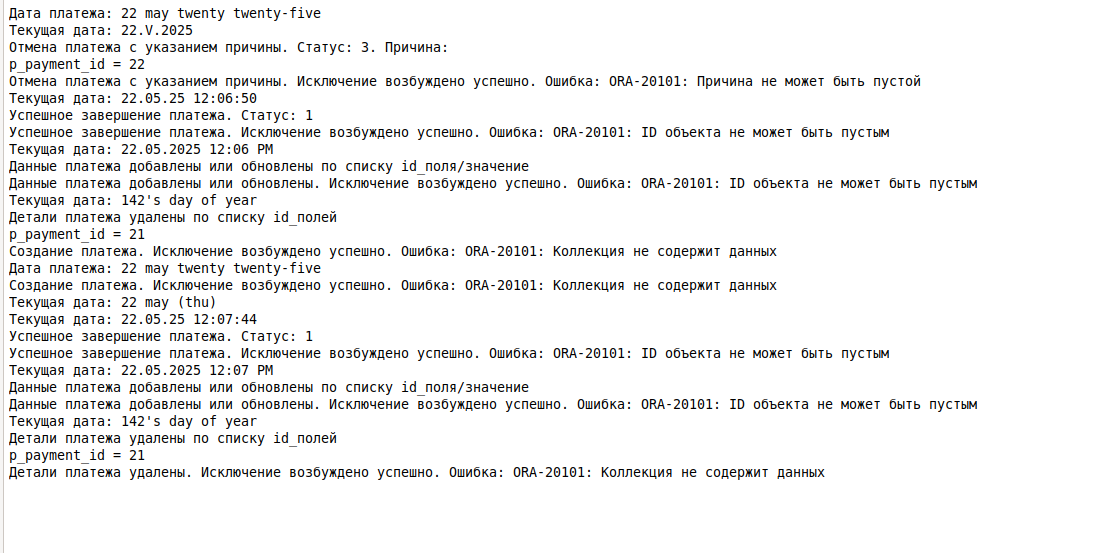 Дата платежа: 22 may twenty twenty-five
Текущая дата: 22.V.2025
Отмена платежа с указанием причины. Статус: 3. Причина:
p_payment_id = 22
Отмена платежа с указанием причины. Исключение возбуждено успешно. Ошибка: ORA-20101: Причина не может быть пустой
Текущая дата: 22.05.25 12:06:50
Успешное завершение платежа. Статус: 1
Успешное завершение платежа. Исключение возбуждено успешно. Ошибка: ORA-20101: ID объекта не может быть пустым
Текущая дата: 22.05.2025 12:06 PM
Данные платежа добавлены или обновлены по списку id_поля/значение
Данные платежа добавлены или обновлены. Исключение возбуждено успешно. Ошибка: ORA-20101: ID объекта не может быть пустым
Текущая дата: 142's day of year
Детали платежа удалены по списку id_полей
p_payment_id = 21
Создание платежа. Исключение возбуждено успешно. Ошибка: ORA-20101: Коллекция не содержит данных
Дата платежа: 22 may twenty twenty-five
Создание платежа. Исключение возбуждено успешно. Ошибка: ORA-20101: Коллекция не содержит данных
Текущая дата: 22 may (thu)
Текущая дата: 22.05.25 12:07:44
Успешное завершение платежа. Статус: 1
Успешное завершение платежа. Исключение возбуждено успешно. Ошибка: ORA-20101: ID объекта не может быть пустым
Текущая дата: 22.05.2025 12:07 PM
Данные платежа добавлены или обновлены по списку id_поля/значение
Данные платежа добавлены или обновлены. Исключение возбуждено успешно. Ошибка: ORA-20101: ID объекта не может быть пустым
Текущая дата: 142's day of year
Детали платежа удалены по списку id_полей
p_payment_id = 21
Детали платежа удалены. Исключение возбуждено успешно. Ошибка: ORA-20101: Коллекция не содержит данных